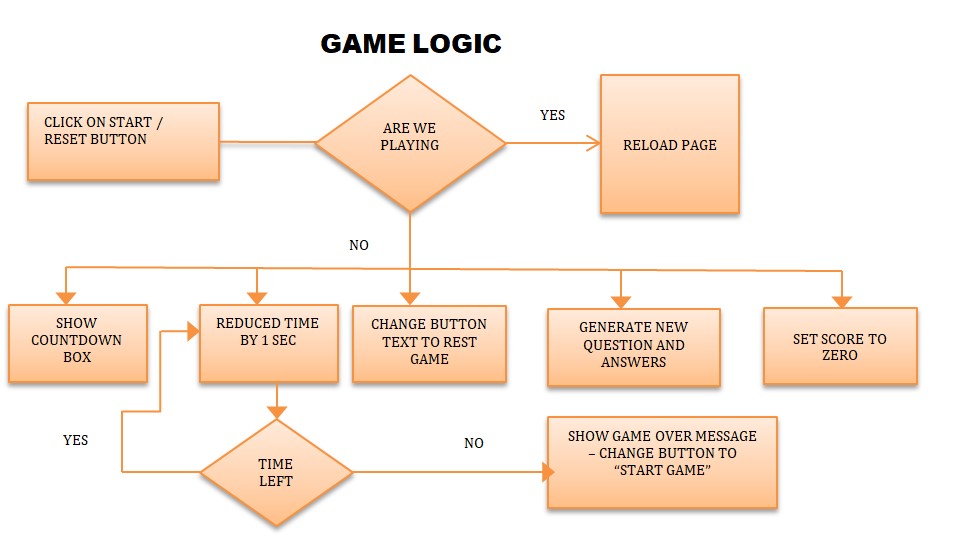 GAME LOGIC
CLICK ON START /
RESET BUTTON
ARE WE
PLAYING
YES
RELOAD PAGE
NO
SHOW
COUNTDOWN
BOX
REDUCED TIME
BY 1 SEC
CHANGE BUTTON
TEXT TO REST
GAME
GENERATE NEW
QUESTION AND
ANSWERS
SET SCORE TO
ZERO
YES
TIME
LEFT
NO
SHOW GAME OVER MESSAGE
– CHANGE BUTTON TO
“START GAME”